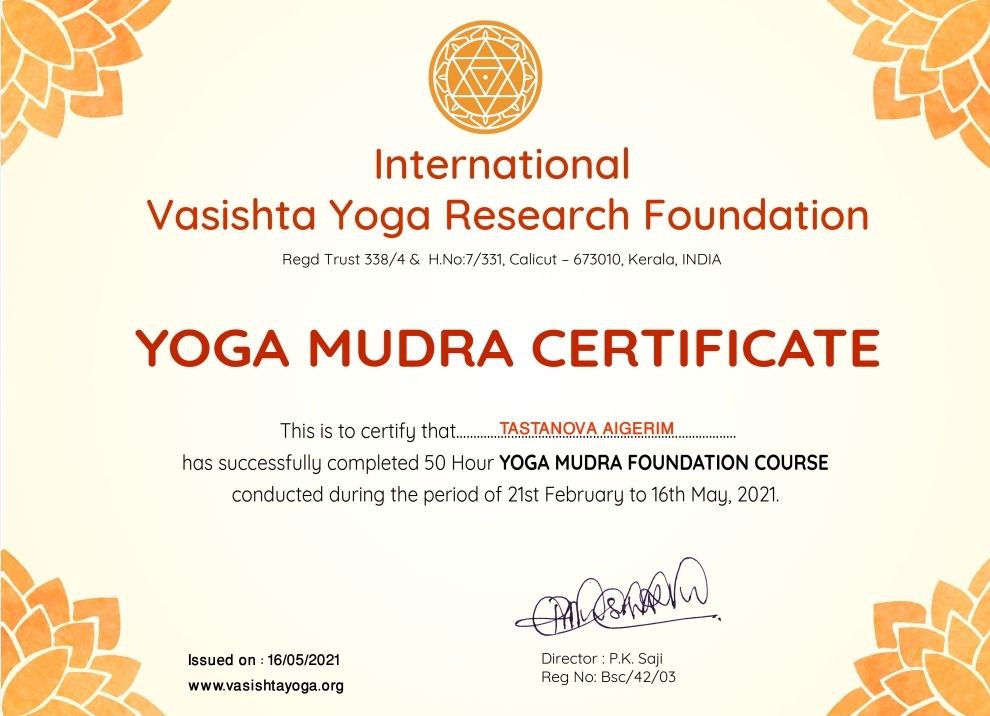 International
Vasishta Yoga Research Foundation
Regd Trust 338/4 & H.No:7/331, Calicut – 673010, Kerala, INDIA
YOGA MUDRA CERTIFICATE
This is to certify that..............TASTANOVA AIGERIM..................
has successfully completed 50 Hour YOGA MUDRA FOUNDATION COURSE
conducted during the period of 21st February to 16th May, 2021.
Issued on : 16/05/2021
www.vasishtayoga.org
Director : P.K. Saji
Reg No: Bsc/42/03